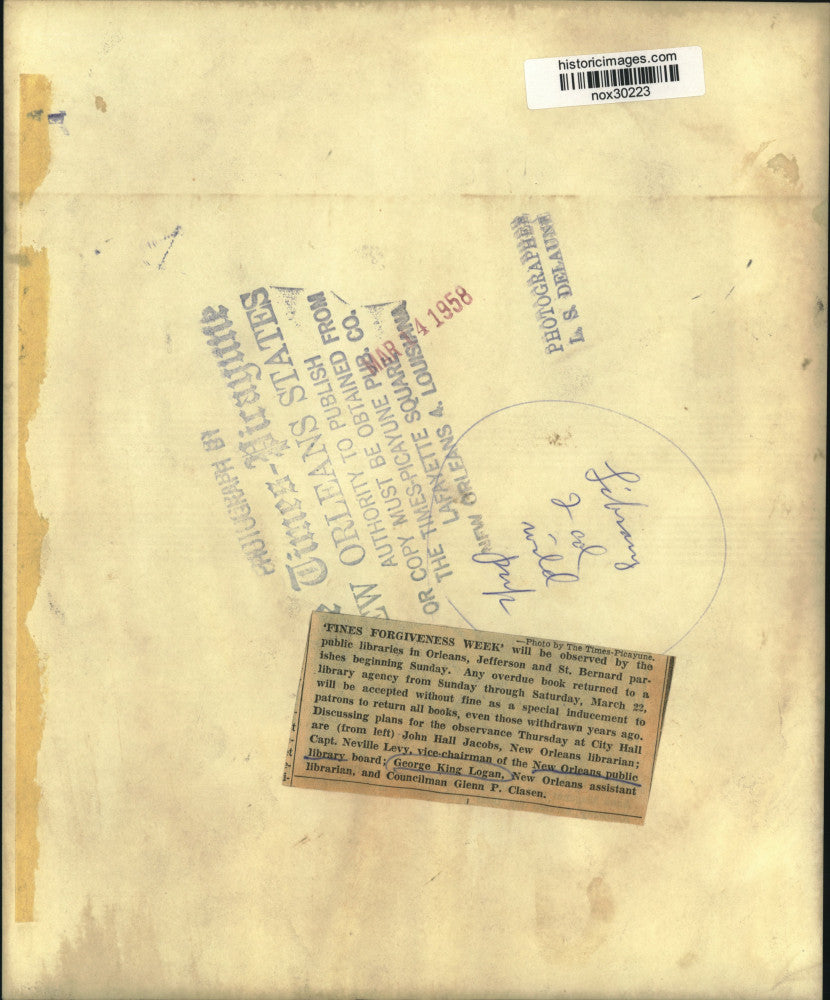 historicimages.com
nox30223
PHOTOGRAPHER
L. S. DELAUNE
MAR 14 1958
PHOTOGRAPH BY
Times-Picayune
NEW ORLEANS STATES
AUTHORITY TO PUBLISH
OR COPY MUST BE OBTAINED FROM
THE TIMES-PICAYUNE PUB. CO.
LAFAYETTE SQUARE
NEW ORLEANS 4, LOUISIANA
Library
2 col
—Photo by The Times-Picayune.
'FINES FORGIVENESS WEEK' will be observed by the
public libraries in Orleans, Jefferson and St. Bernard par-
ishes beginning Sunday. Any overdue book returned to a
library agency from Sunday through Saturday, March 22,
will be accepted without fine as a special inducement to
patrons to return all books, even those withdrawn years ago.
Discussing plans for the observance Thursday at City Hall
are (from left) John Hall Jacobs, New Orleans librarian;
Capt. Neville Levy, vice-chairman of the New Orleans public
library board; George King Logan, New Orleans assistant
librarian, and Councilman Glenn P. Clasen.